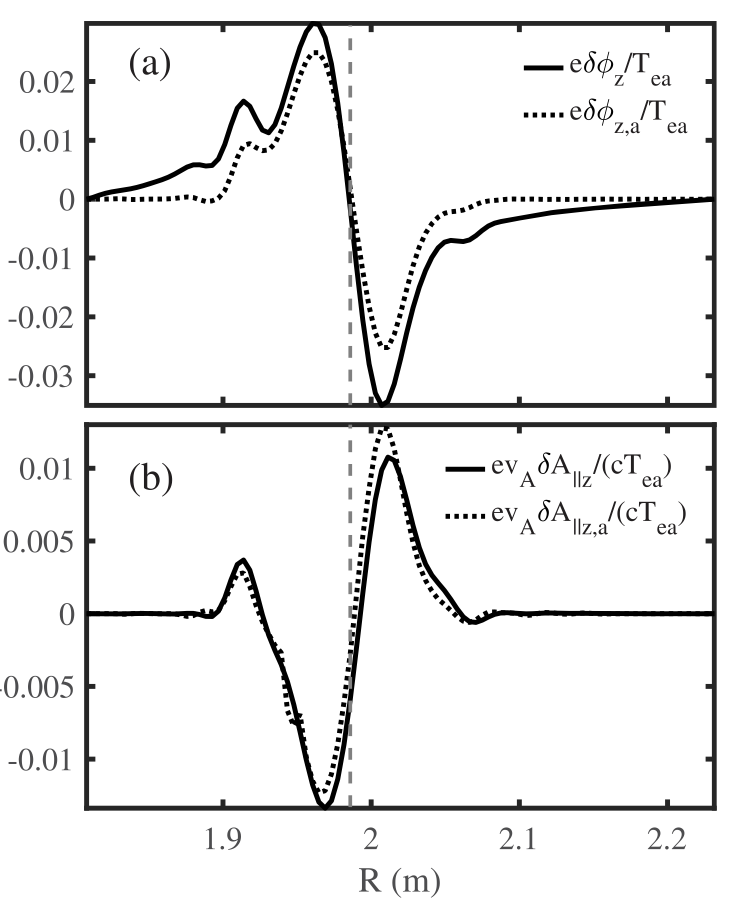 (a)
eδϕz/Tea
eδϕz,a/Tea
0.02
0.01
0
-0.01
-0.02
-0.03
(b)
evAδA||z/(cTea)
evAδA||z,a/(cTea)
0.01
0.005
0
-0.005
-0.01
1.9 2 2.1 2.2
R (m)